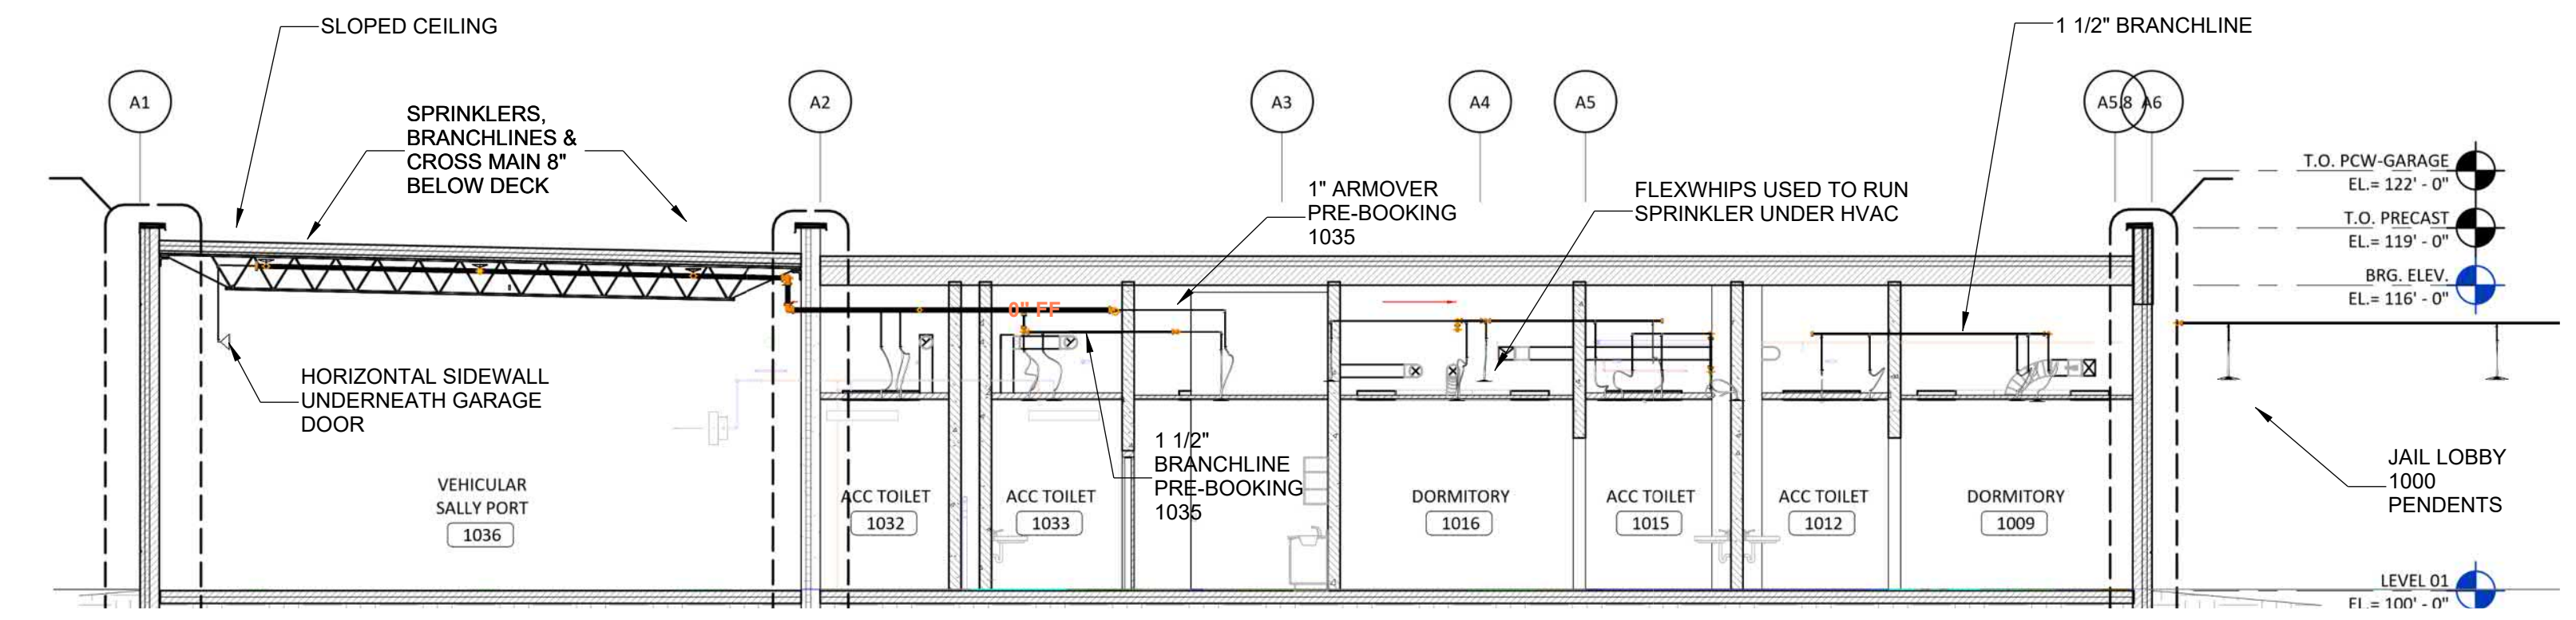 SLOPED CEILING
1 1/2" BRANCHLINE
A1
A2
A3
A4
A5
A5.8
A6
SPRINKLERS,
BRANCHLINES &
CROSS MAIN 8"
BELOW DECK
1" ARMOVER
PRE-BOOKING
1035
FLEXWHIPS USED TO RUN
SPRINKLER UNDER HVAC
T.O. PCW-GARAGE
EL.= 122' - 0"
T.O. PRECAST
EL.= 119' - 0"
BRG. ELEV.
EL.= 116' - 0"
0" FF
HORIZONTAL SIDEWALL
UNDERNEATH GARAGE
DOOR
1 1/2"
BRANCHLINE
PRE-BOOKING
1035
JAIL LOBBY
1000
PENDENTS
VEHICULAR
SALLY PORT
1036
ACC TOILET
1032
ACC TOILET
1033
DORMITORY
1016
ACC TOILET
1015
ACC TOILET
1012
DORMITORY
1009
LEVEL 01
EL.= 100' - 0"